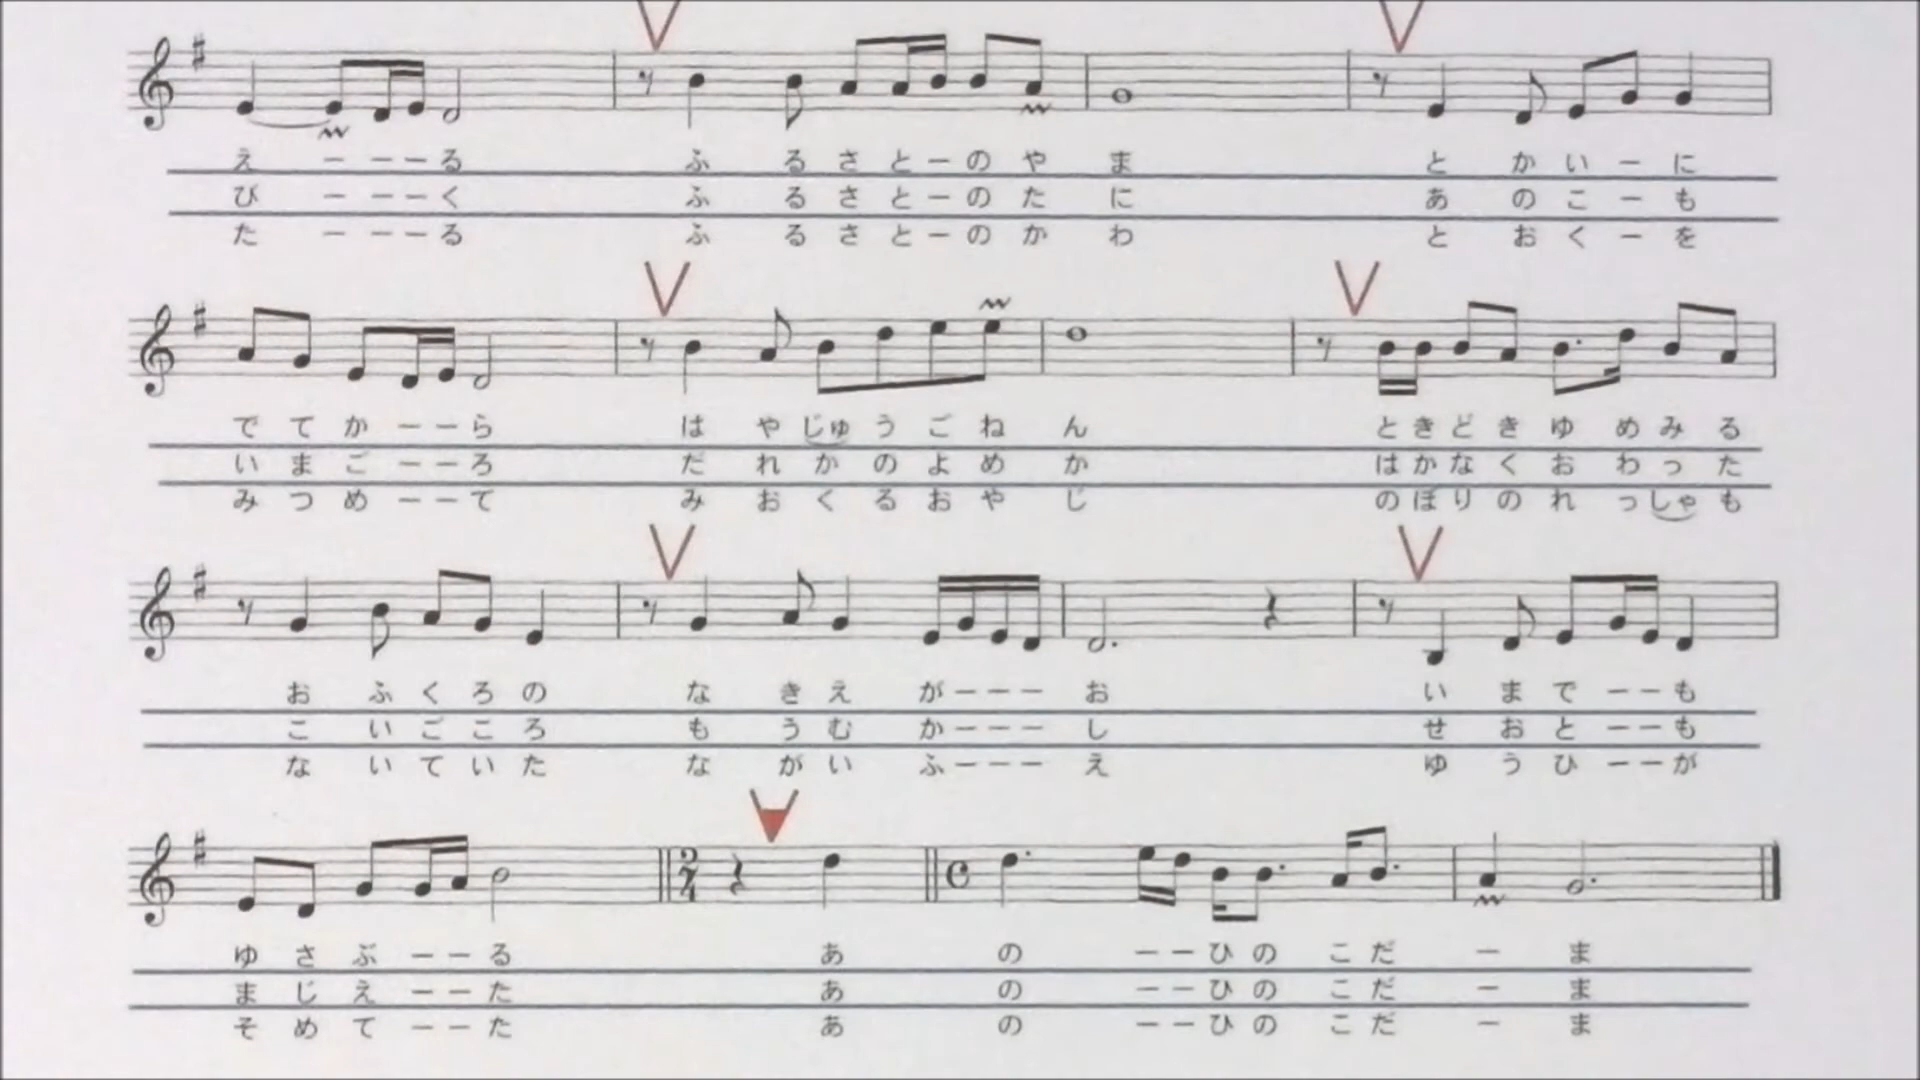 えーーーる ふるさとーのやま とかいーに
びーーーく ふるさとーのたに あのこーも
たーーーる ふるさとーのかわ とおくーを
でてかーーら はやじゅうごねん ときどきゆめみる
いまごーーろ だれかのよめか はかなくおわった
みつめーーて みおくるおやじ のぼりのれっしゃも
おふくろの なきえがーーーお いまでーーも
こいごころ もうむかーーーし せおとーーも
ないていた ながいふーーーえ ゆうひーーが
2/4
ゆさぶーーる あのーーひのこだーま
まじえーーた あのーーひのこだーま
そめてーーた あのーーひのこだーま